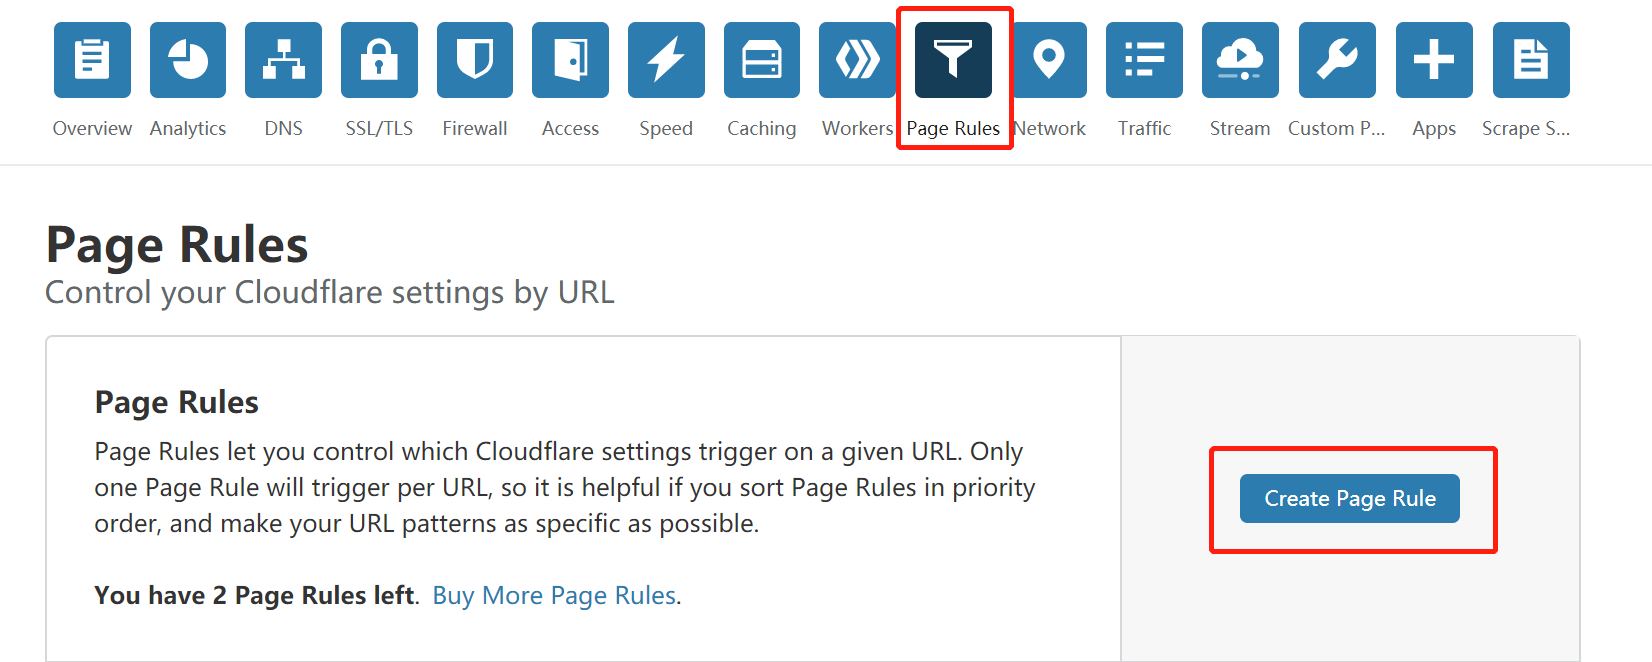 Overview Analytics DNS SSL/TLS Firewall Access Speed Caching Workers Page Rules Network Traffic Stream Custom P... Apps Scrape S...
Page Rules
Control your Cloudflare settings by URL
Page Rules
Page Rules let you control which Cloudflare settings trigger on a given URL. Only
one Page Rule will trigger per URL, so it is helpful if you sort Page Rules in priority
order, and make your URL patterns as specific as possible.
You have 2 Page Rules left. Buy More Page Rules.
Create Page Rule